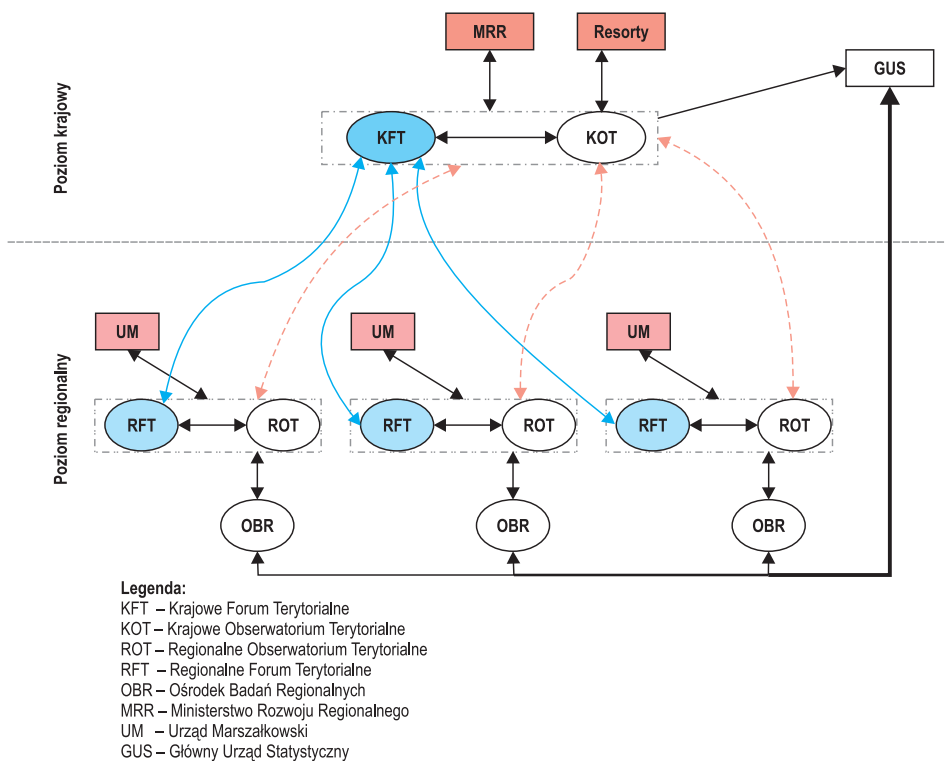 MRR
Resorty
GUS
KFT
KOT
Poziom krajowy
UM
UM
UM
RFT
ROT
RFT
ROT
RFT
ROT
Poziom regionalny
OBR
OBR
OBR
Legenda:
KFT – Krajowe Forum Terytorialne
KOT – Krajowe Obserwatorium Terytorialne
ROT – Regionalne Obserwatorium Terytorialne
RFT – Regionalne Forum Terytorialne
OBR – Ośrodek Badań Regionalnych
MRR – Ministerstwo Rozwoju Regionalnego
UM – Urząd Marszałkowski
GUS – Główny Urząd Statystyczny